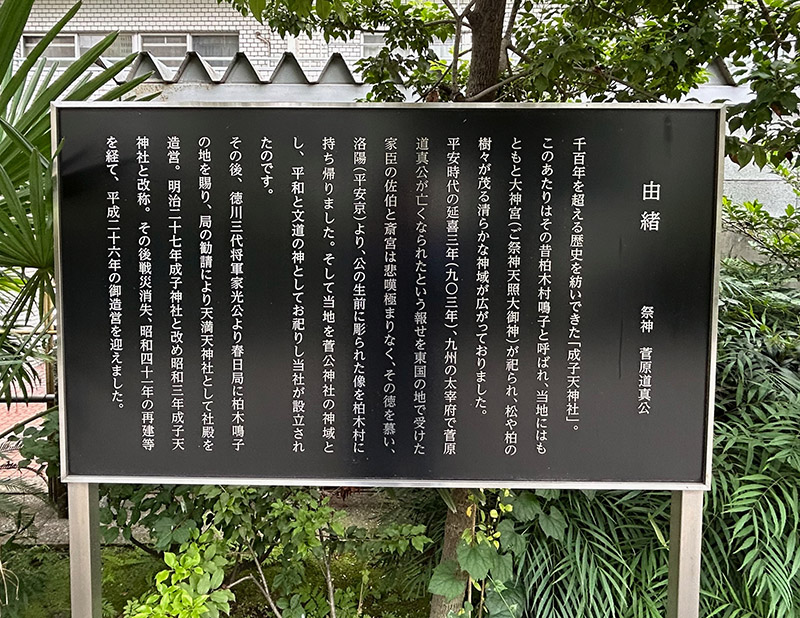 由緒
祭神 菅原道真公
千百年を超える歴史を紡いできた「成子天神社」。
このあたりはその昔柏木村鳴子と呼ばれ、当地にはも
ともと大神宮(ご祭神天照大御神)が祀られ、松や柏の
樹々が茂る清らかな神域が広がっておりました。
平安時代の延喜三年(九〇三年)、九州の太宰府で菅原
道真公が亡くなられたという報せを東国の地で受けた
家臣の佐伯と斎宮は悲嘆極まりなく、その徳を慕い、
洛陽(平安京)より、公の生前に彫られた像を柏木村に
持ち帰りました。そして当地を菅公神社の神域と
し、平和と文道の神としてお祀りし当社が設立され
たのです。
その後、徳川三代将軍家光公より春日局に柏木鳴子
の地を賜り、局の勧請により天満天神社として社殿を
造営。明治二十七年成子神社と改め昭和三年成子天
神社と改称。その後戦災消失、昭和四十一年の再建等
を経て、平成二十六年の御造営を迎えました。